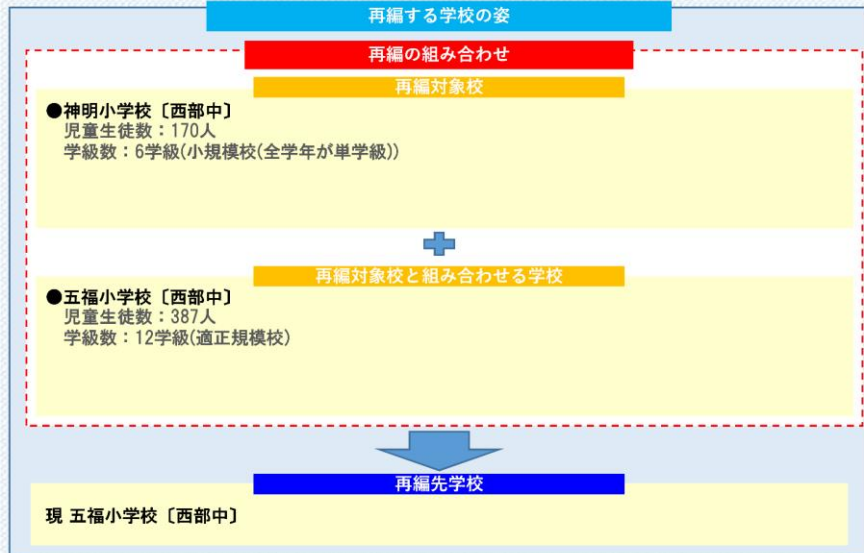 再編する学校の姿
再編の組み合わせ
再編対象校
●神明小学校〔西部中〕
児童生徒数：170人
学級数：6学級(小規模校(全学年が単学級))
再編対象校と組み合わせる学校
●五福小学校〔西部中〕
児童生徒数：387人
学級数：12学級(適正規模校)
再編先学校
現 五福小学校〔西部中〕